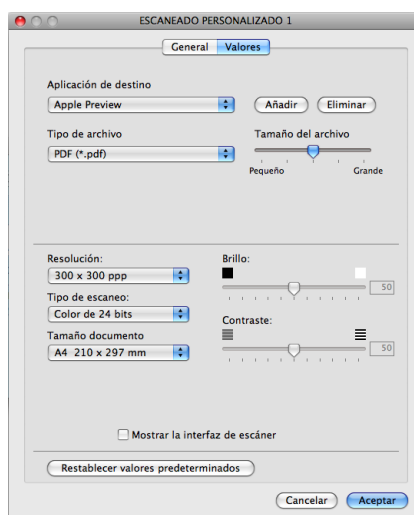 ESCANEADO PERSONALIZADO 1
General Valores
Aplicación de destino
Apple Preview Añadir Eliminar
Tipo de archivo Tamaño del archivo
PDF (*.pdf)
Pequeño Grande
Resolución: Brillo:
300 x 300 ppp
50
Tipo de escaneo:
Color de 24 bits
Contraste:
Tamaño documento
A4 210 x 297 mm 50
Mostrar la interfaz de escáner
Restablecer valores predeterminados
Cancelar Aceptar